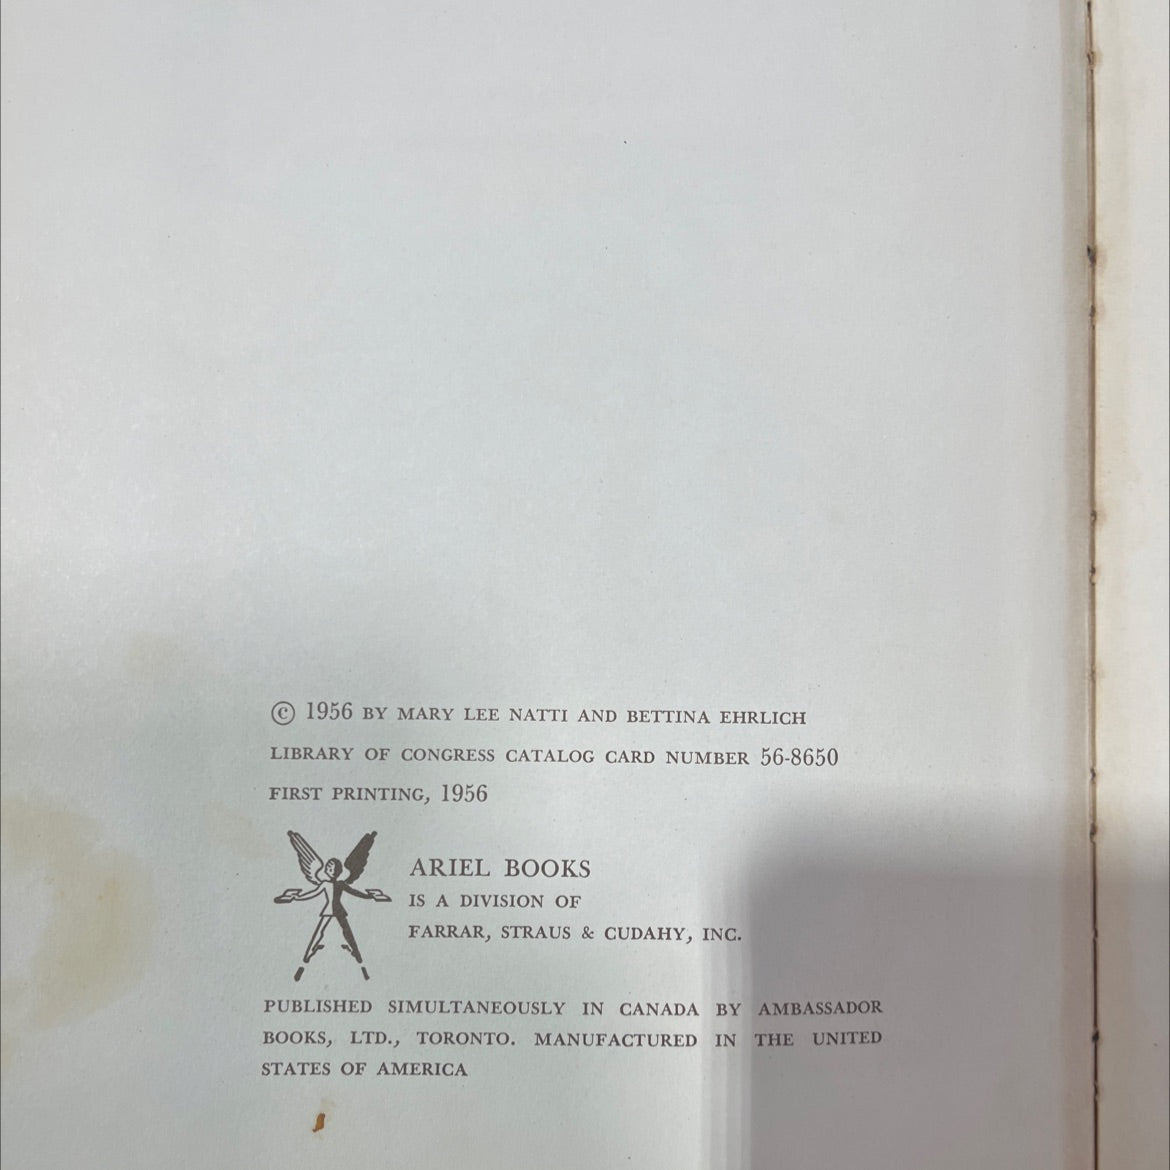 © 1956 BY MARY LEE NATTI AND BETTINA EHRLICH
LIBRARY OF CONGRESS CATALOG CARD NUMBER 56-8650
FIRST PRINTING, 1956
ARIEL BOOKS
IS A DIVISION OF
FARRAR, STRAUS & CUDAHY, INC.
PUBLISHED SIMULTANEOUSLY IN CANADA BY AMBASSADOR
BOOKS, LTD., TORONTO. MANUFACTURED IN THE UNITED
STATES OF AMERICA